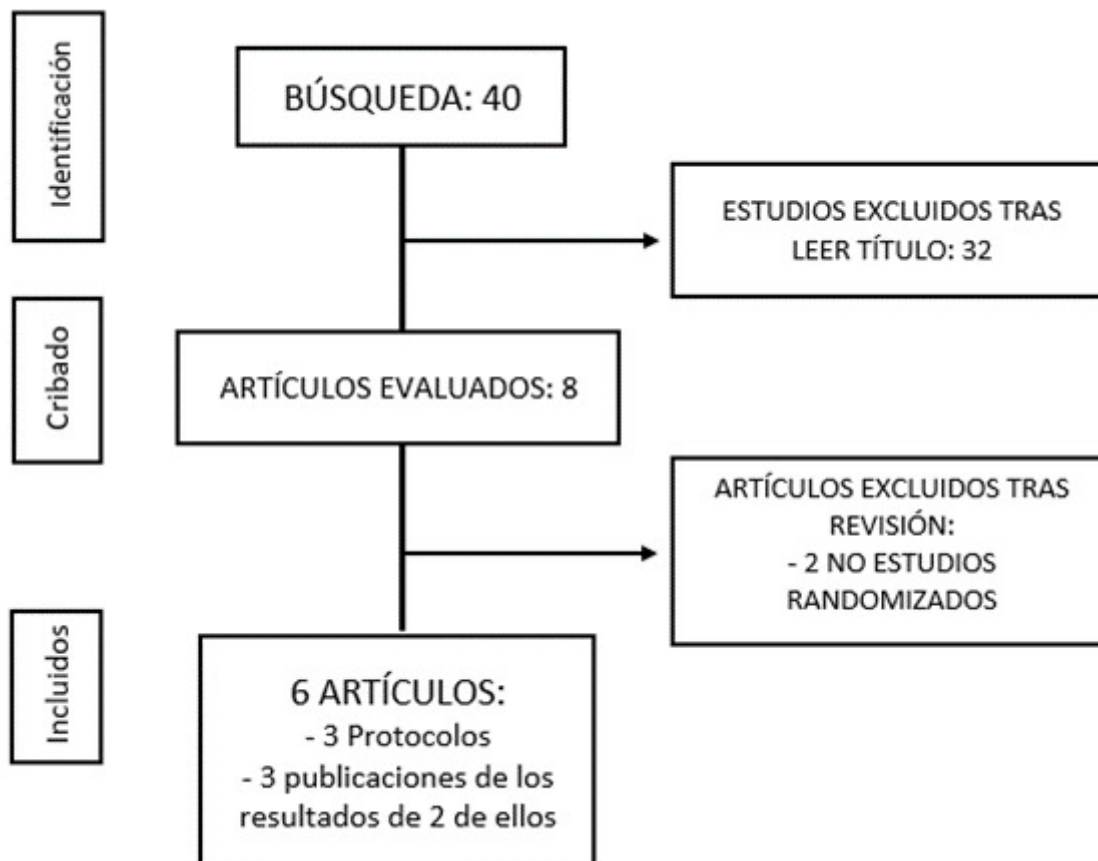 Identificación
BÚSQUEDA: 40
ESTUDIOS EXCLUIDOS TRAS
LEER TÍTULO: 32
Cribado
ARTÍCULOS EVALUADOS: 8
ARTÍCULOS EXCLUIDOS TRAS
REVISIÓN:
- 2 NO ESTUDIOS
RANDOMIZADOS
Incluidos
6 ARTÍCULOS:
- 3 Protocolos
- 3 publicaciones de los
resultados de 2 de ellos